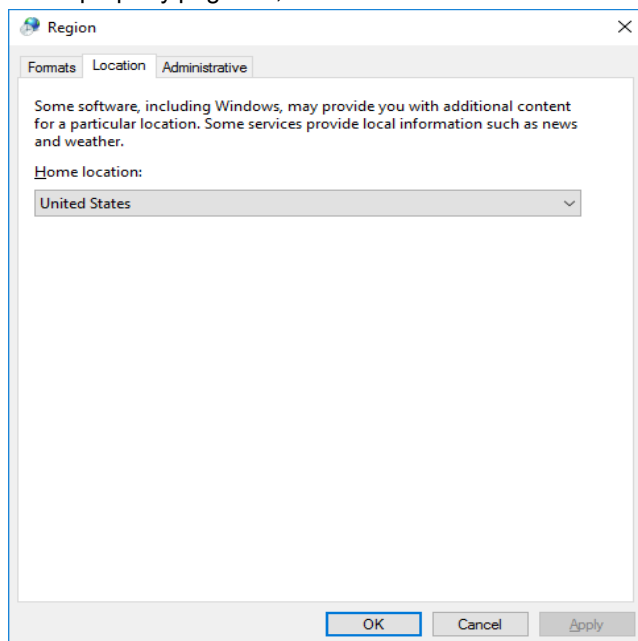 Region
Formats Location Administrative
Some software, including Windows, may provide you with additional content
for a particular location. Some services provide local information such as news
and weather.
Home location:
United States
OK Cancel Apply